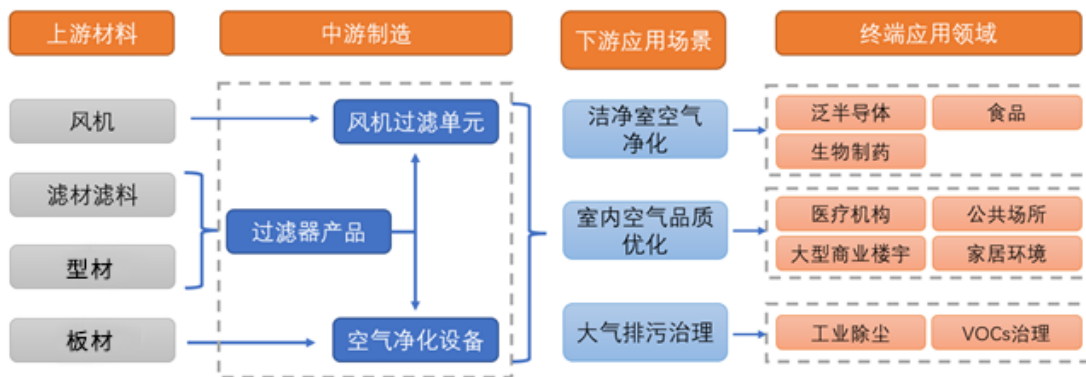 上游材料
中游制造
下游应用场景
终端应用领域
风机
滤材滤料
型材
板材
风机过滤单元
过滤器产品
空气净化设备
洁净室空气
净化
室内空气品质
优化
大气排污治理
泛半导体
食品
生物制药
医疗机构
公共场所
大型商业楼宇
家居环境
工业除尘
VOCs治理